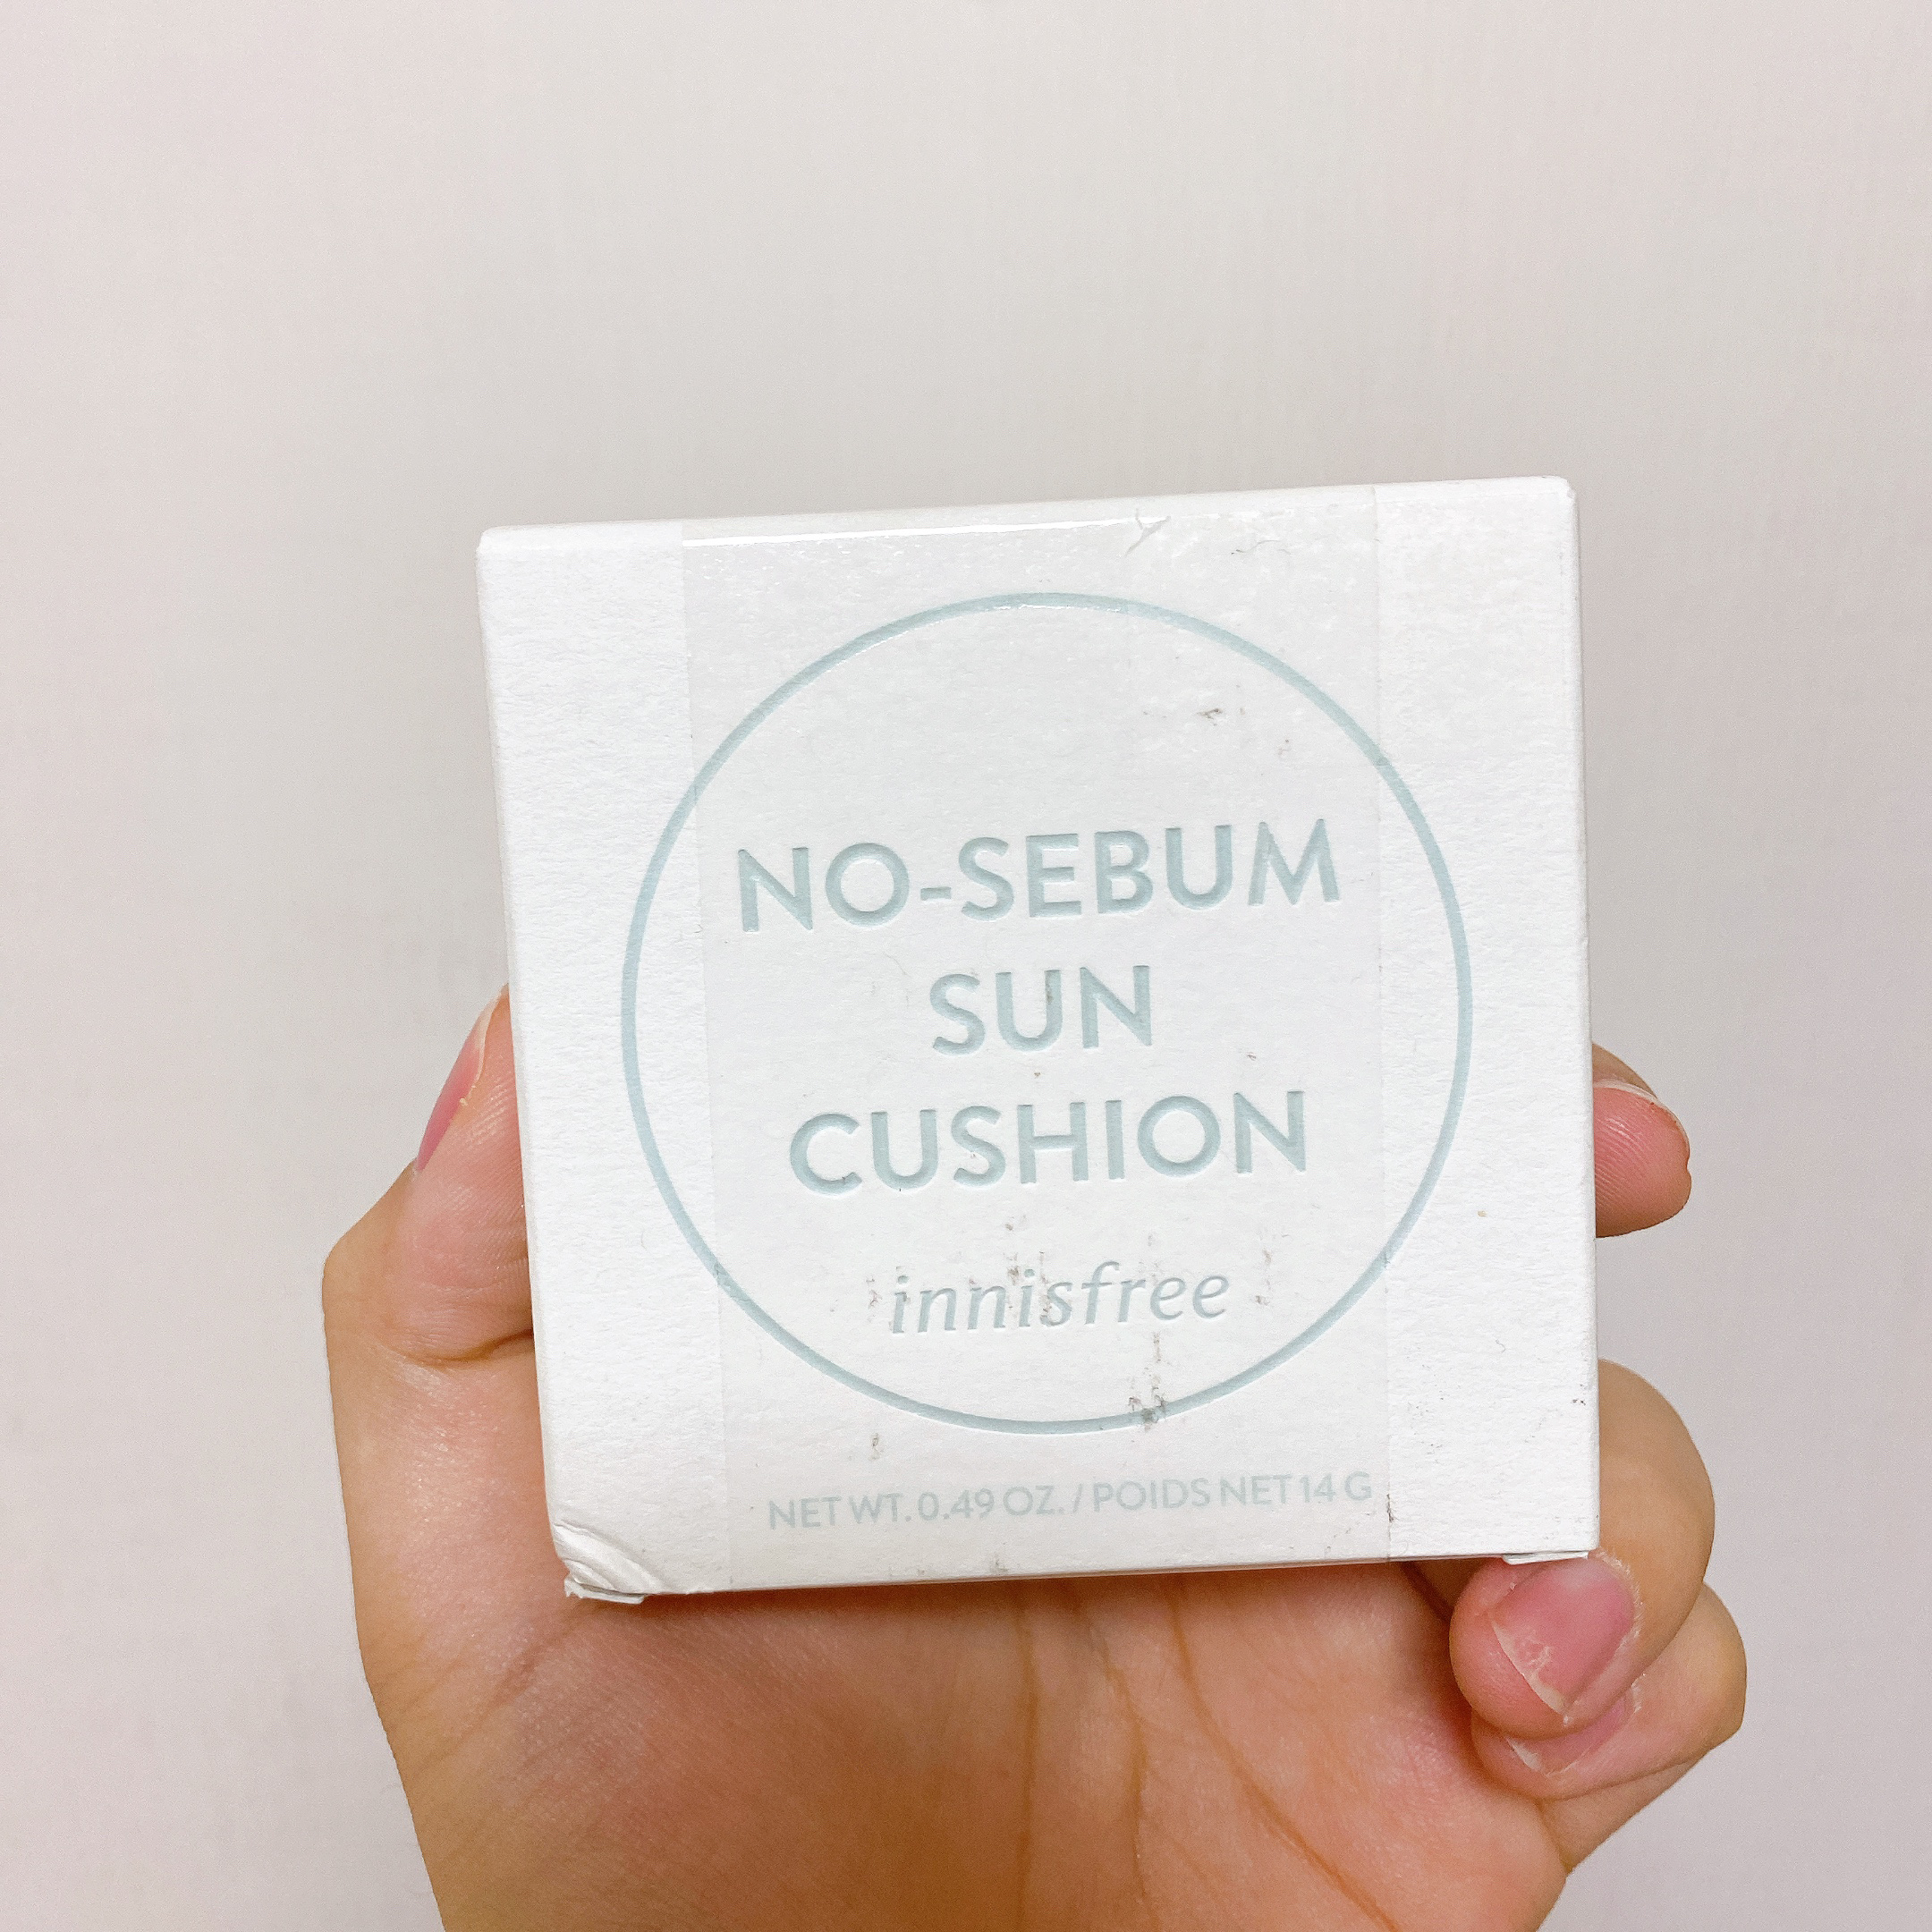 NO-SEBUM
SUN
CUSHION
innisfree
NET WT. 0.49 OZ. / POIDS NET 14 G